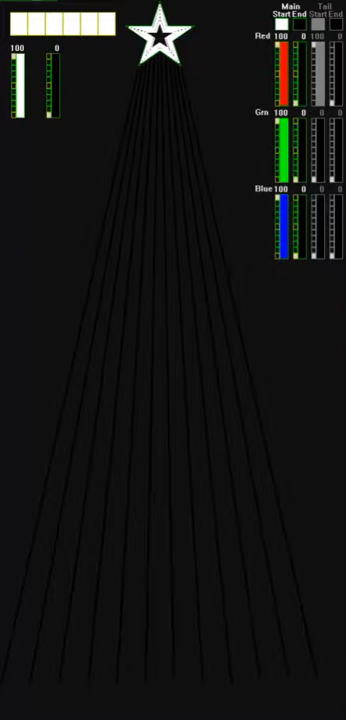 Main Tail
Start End Start End
Red 100 0 100 0
100 0
Grn 100 0 0 0
Blue 100 0 0 0